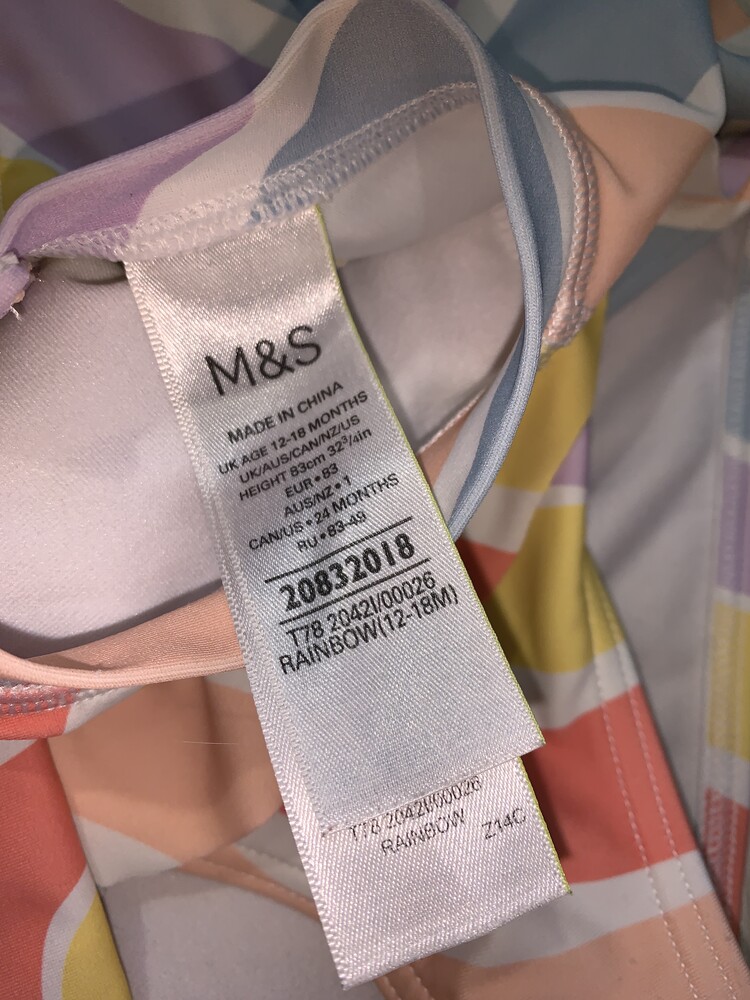 M&S
MADE IN CHINA
UK AGE 12-18 MONTHS
UK/AUS/CAN/NZ/US
HEIGHT 83cm 32¾in
EUR • 83
AUS/NZ • 1
CAN/US • 24 MONTHS
RU • 83-49
20832018
T78 2042I/00026
RAINBOW(12-18M)
T78 2042I/00026
RAINBOW Z14C